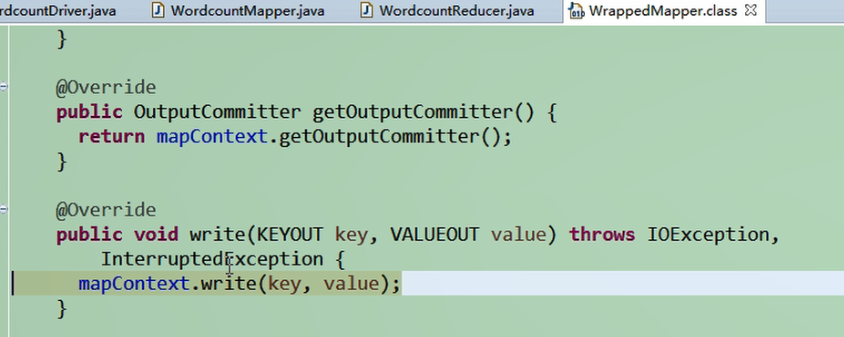 rdcountDriver.java WordcountMapper.java WordcountReducer.java WrappedMapper.class
}
@Override
public OutputCommitter getOutputCommitter() {
return mapContext.getOutputCommitter();
}
@Override
public void write(KEYOUT key, VALUEOUT value) throws IOException,
InterruptedException {
mapContext.write(key, value);
}